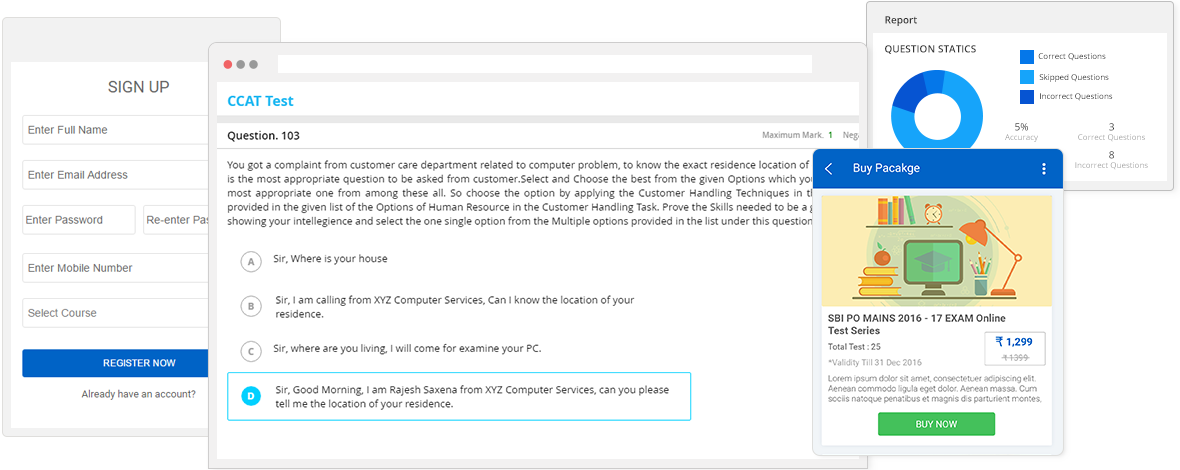 SIGN UP
Enter Full Name
Enter Email Address
Enter Password
Re-enter Pas
Enter Mobile Number
Select Course
REGISTER NOW
Already have an account?
CCAT Test
Question. 103
Maximum Mark. 1 Nega
You got a complaint from customer care department related to computer problem, to know the exact residence location of
is the most appropriate question to be asked from customer.Select and Choose the best from the given Options which you
most appropriate one from among these all. So choose the option by applying the Customer Handling Techniques in th
provided in the given list of the Options of Human Resource in the Customer Handling Task. Prove the Skills needed to be a g
showing your intellegience and select the one single option from the Multiple options provided in the list under this question
A Sir, Where is your house
B Sir, I am calling from XYZ Computer Services, Can I know the location of your
residence.
C Sir, where are you living, I will come for examine your PC.
D Sir, Good Morning, I am Rajesh Saxena from XYZ Computer Services, can you please
tell me the location of your residence.
Report
QUESTION STATICS
Correct Questions
Skipped Questions
Incorrect Questions
5%
Accuracy
3
Correct Questions
8
Incorrect Questions
Buy Pacakge
SBI PO MAINS 2016 - 17 EXAM Online
Test Series
Total Test : 25
*Validity Till 31 Dec 2016
₹ 1,299
₹ 1399
Lorem ipsum dolor sit amet, consectetuer adipiscing elit.
Aenean commodo ligula eget dolor. Aenean massa. Cum
sociis natoque penatibus et magnis dis parturient montes,
BUY NOW